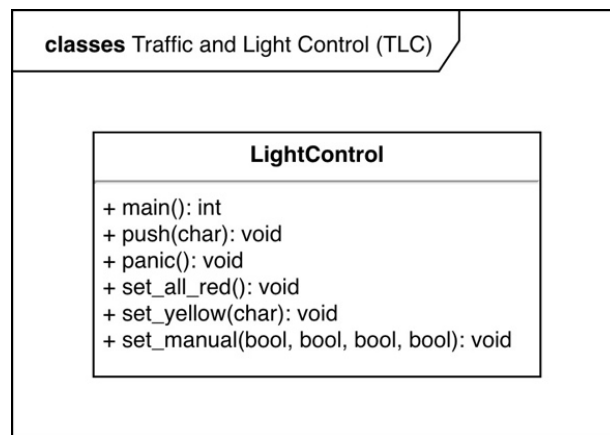 classes Traffic and Light Control (TLC)
LightControl
+ main(): int
+ push(char): void
+ panic(): void
+ set_all_red(): void
+ set_yellow(char): void
+ set_manual(bool, bool, bool, bool): void